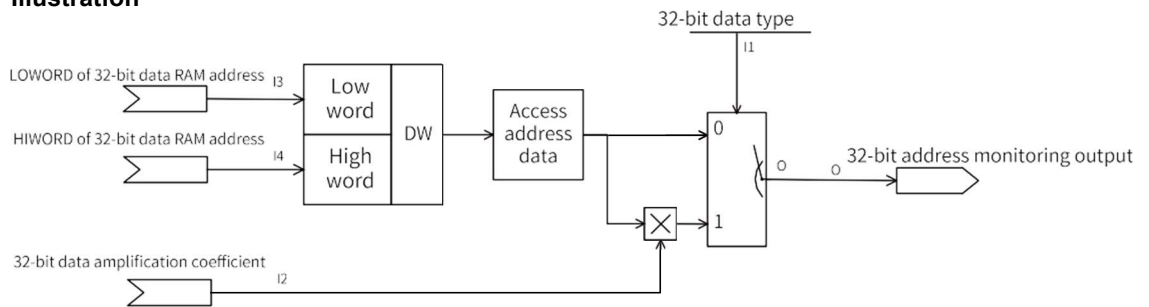 Illustration
32-bit data type
I1
LOWORD of 32-bit data RAM address
I3
Low
word
HIWORD of 32-bit data RAM address
I4
High
word
DW
Access
address
data
0
1
O
O
32-bit address monitoring output
32-bit data amplification coefficient
I2